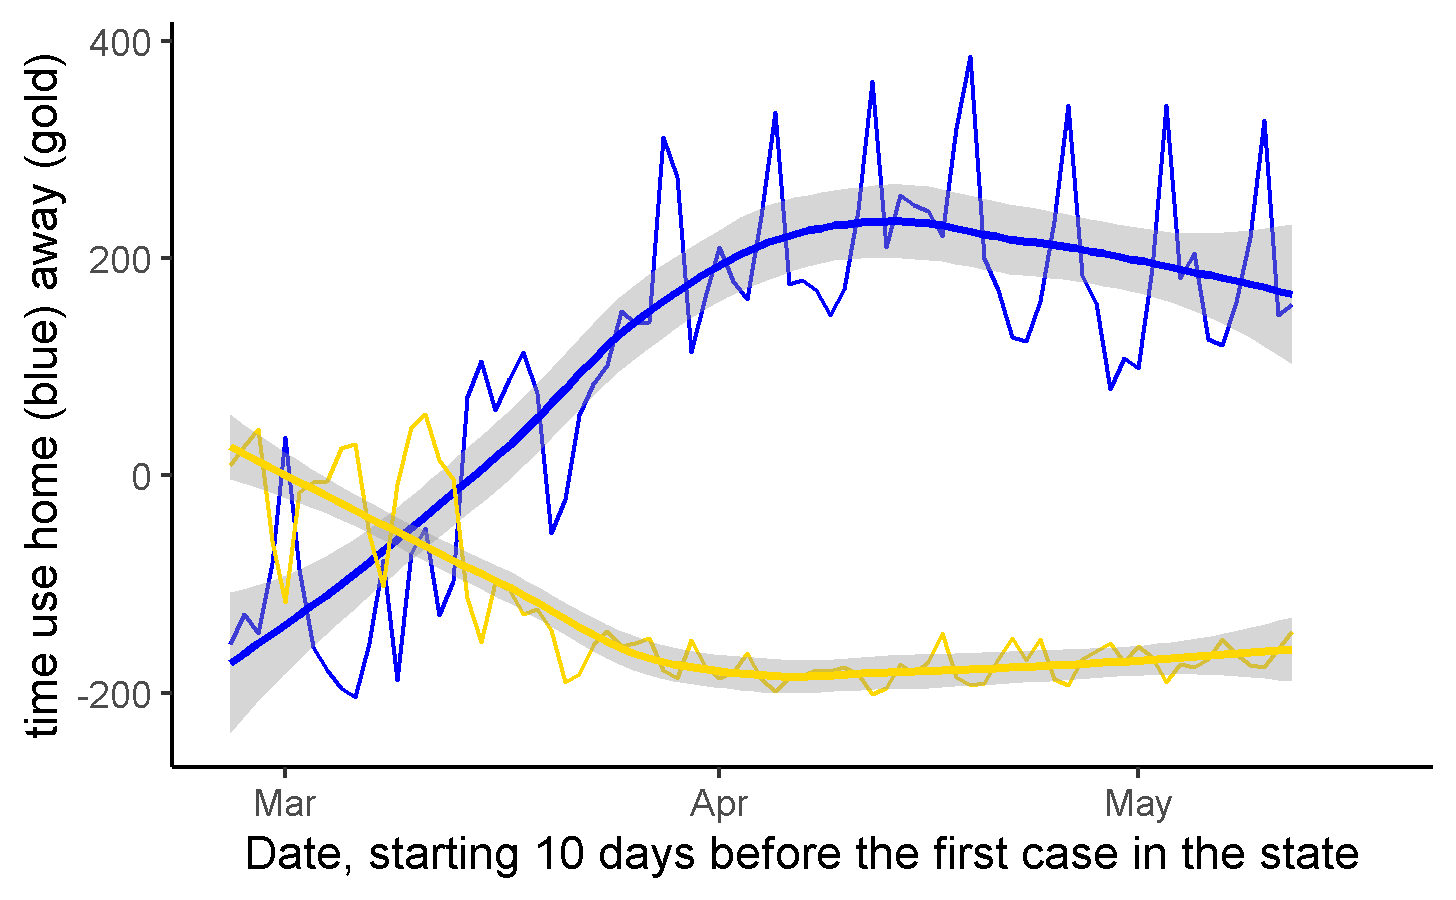 time use home (blue) away (gold)
400
200
0
-200
Mar
Apr
May
Date, starting 10 days before the first case in the state